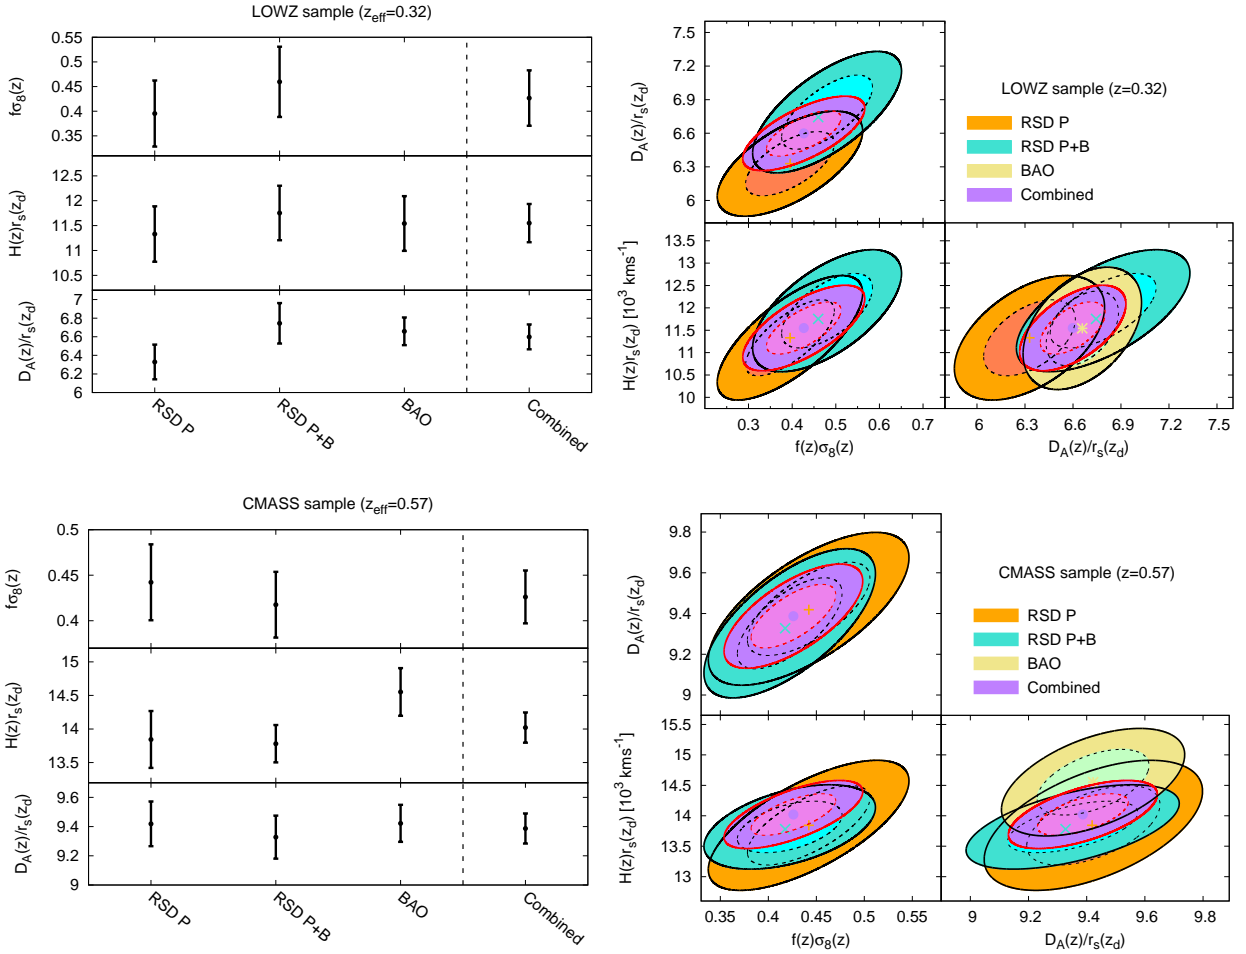 LOWZ sample (z_eff=0.32)
fσ8(z)
0.55
0.5
0.45
0.4
0.35
H(z)r_s(z_d)
12.5
12
11.5
11
10.5
D_A(z)/r_s(z_d)
7
6.8
6.6
6.4
6.2
6
RSD P
RSD P+B
BAO
Combined
D_A(z)/r_s(z_d)
7.5
7.2
6.9
6.6
6.3
6
LOWZ sample (z=0.32)
RSD P
RSD P+B
BAO
Combined
H(z)r_s(z_d) [10^3 kms^-1]
13.5
13
12.5
12
11.5
11
10.5
10
0.3 0.4 0.5 0.6 0.7
f(z)σ8(z)
6 6.3 6.6 6.9 7.2 7.5
D_A(z)/r_s(z_d)
CMASS sample (z_eff=0.57)
fσ8(z)
0.5
0.45
0.4
H(z)r_s(z_d)
15
14.5
14
13.5
D_A(z)/r_s(z_d)
9.6
9.4
9.2
9
RSD P
RSD P+B
BAO
Combined
D_A(z)/r_s(z_d)
9.8
9.6
9.4
9.2
9
CMASS sample (z=0.57)
RSD P
RSD P+B
BAO
Combined
H(z)r_s(z_d) [10^3 kms^-1]
15.5
15
14.5
14
13.5
13
0.35 0.4 0.45 0.5 0.55
f(z)σ8(z)
9 9.2 9.4 9.6 9.8
D_A(z)/r_s(z_d)